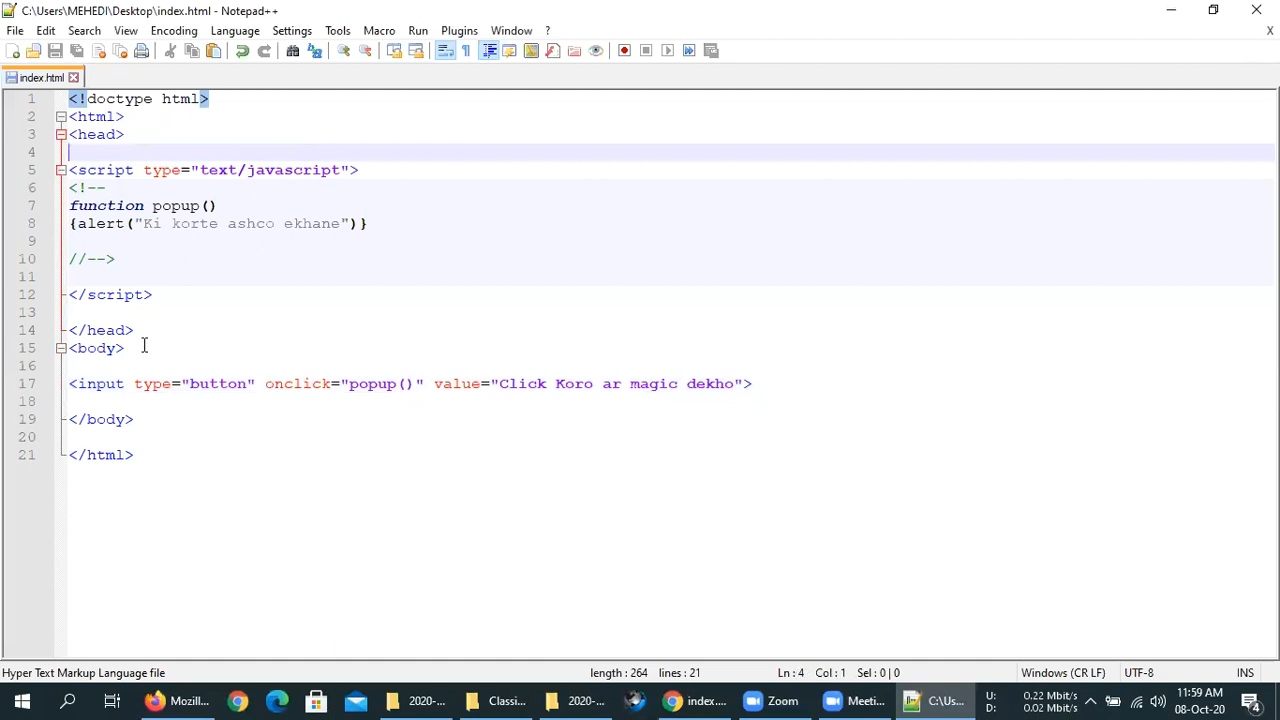 C:\Users\MEHEDI\Desktop\index.html - Notepad++
File Edit Search View Encoding Language Settings Tools Macro Run Plugins Window ? X
index.html
1 <!doctype html>
2 <html>
3 <head>
4
5 <script type="text/javascript">
6 <!--
7 function popup()
8 {alert("Ki korte ashco ekhane")}
9
10 //-->
11
12 </script>
13
14 </head>
15 <body>
16
17 <input type="button" onclick="popup()" value="Click Koro ar magic dekho">
18
19 </body>
20
21 </html>
Hyper Text Markup Language file length : 264 lines : 21 Ln : 4 Col : 1 Sel : 0 | 0 Windows (CR LF) UTF-8 INS
Mozill... 2020-... Classi... 2020-... index.... Zoom Meeti... C:\Us... U: 0.22 Mbit/s 11:59 AM
D: 0.02 Mbit/s 08-Oct-20 4